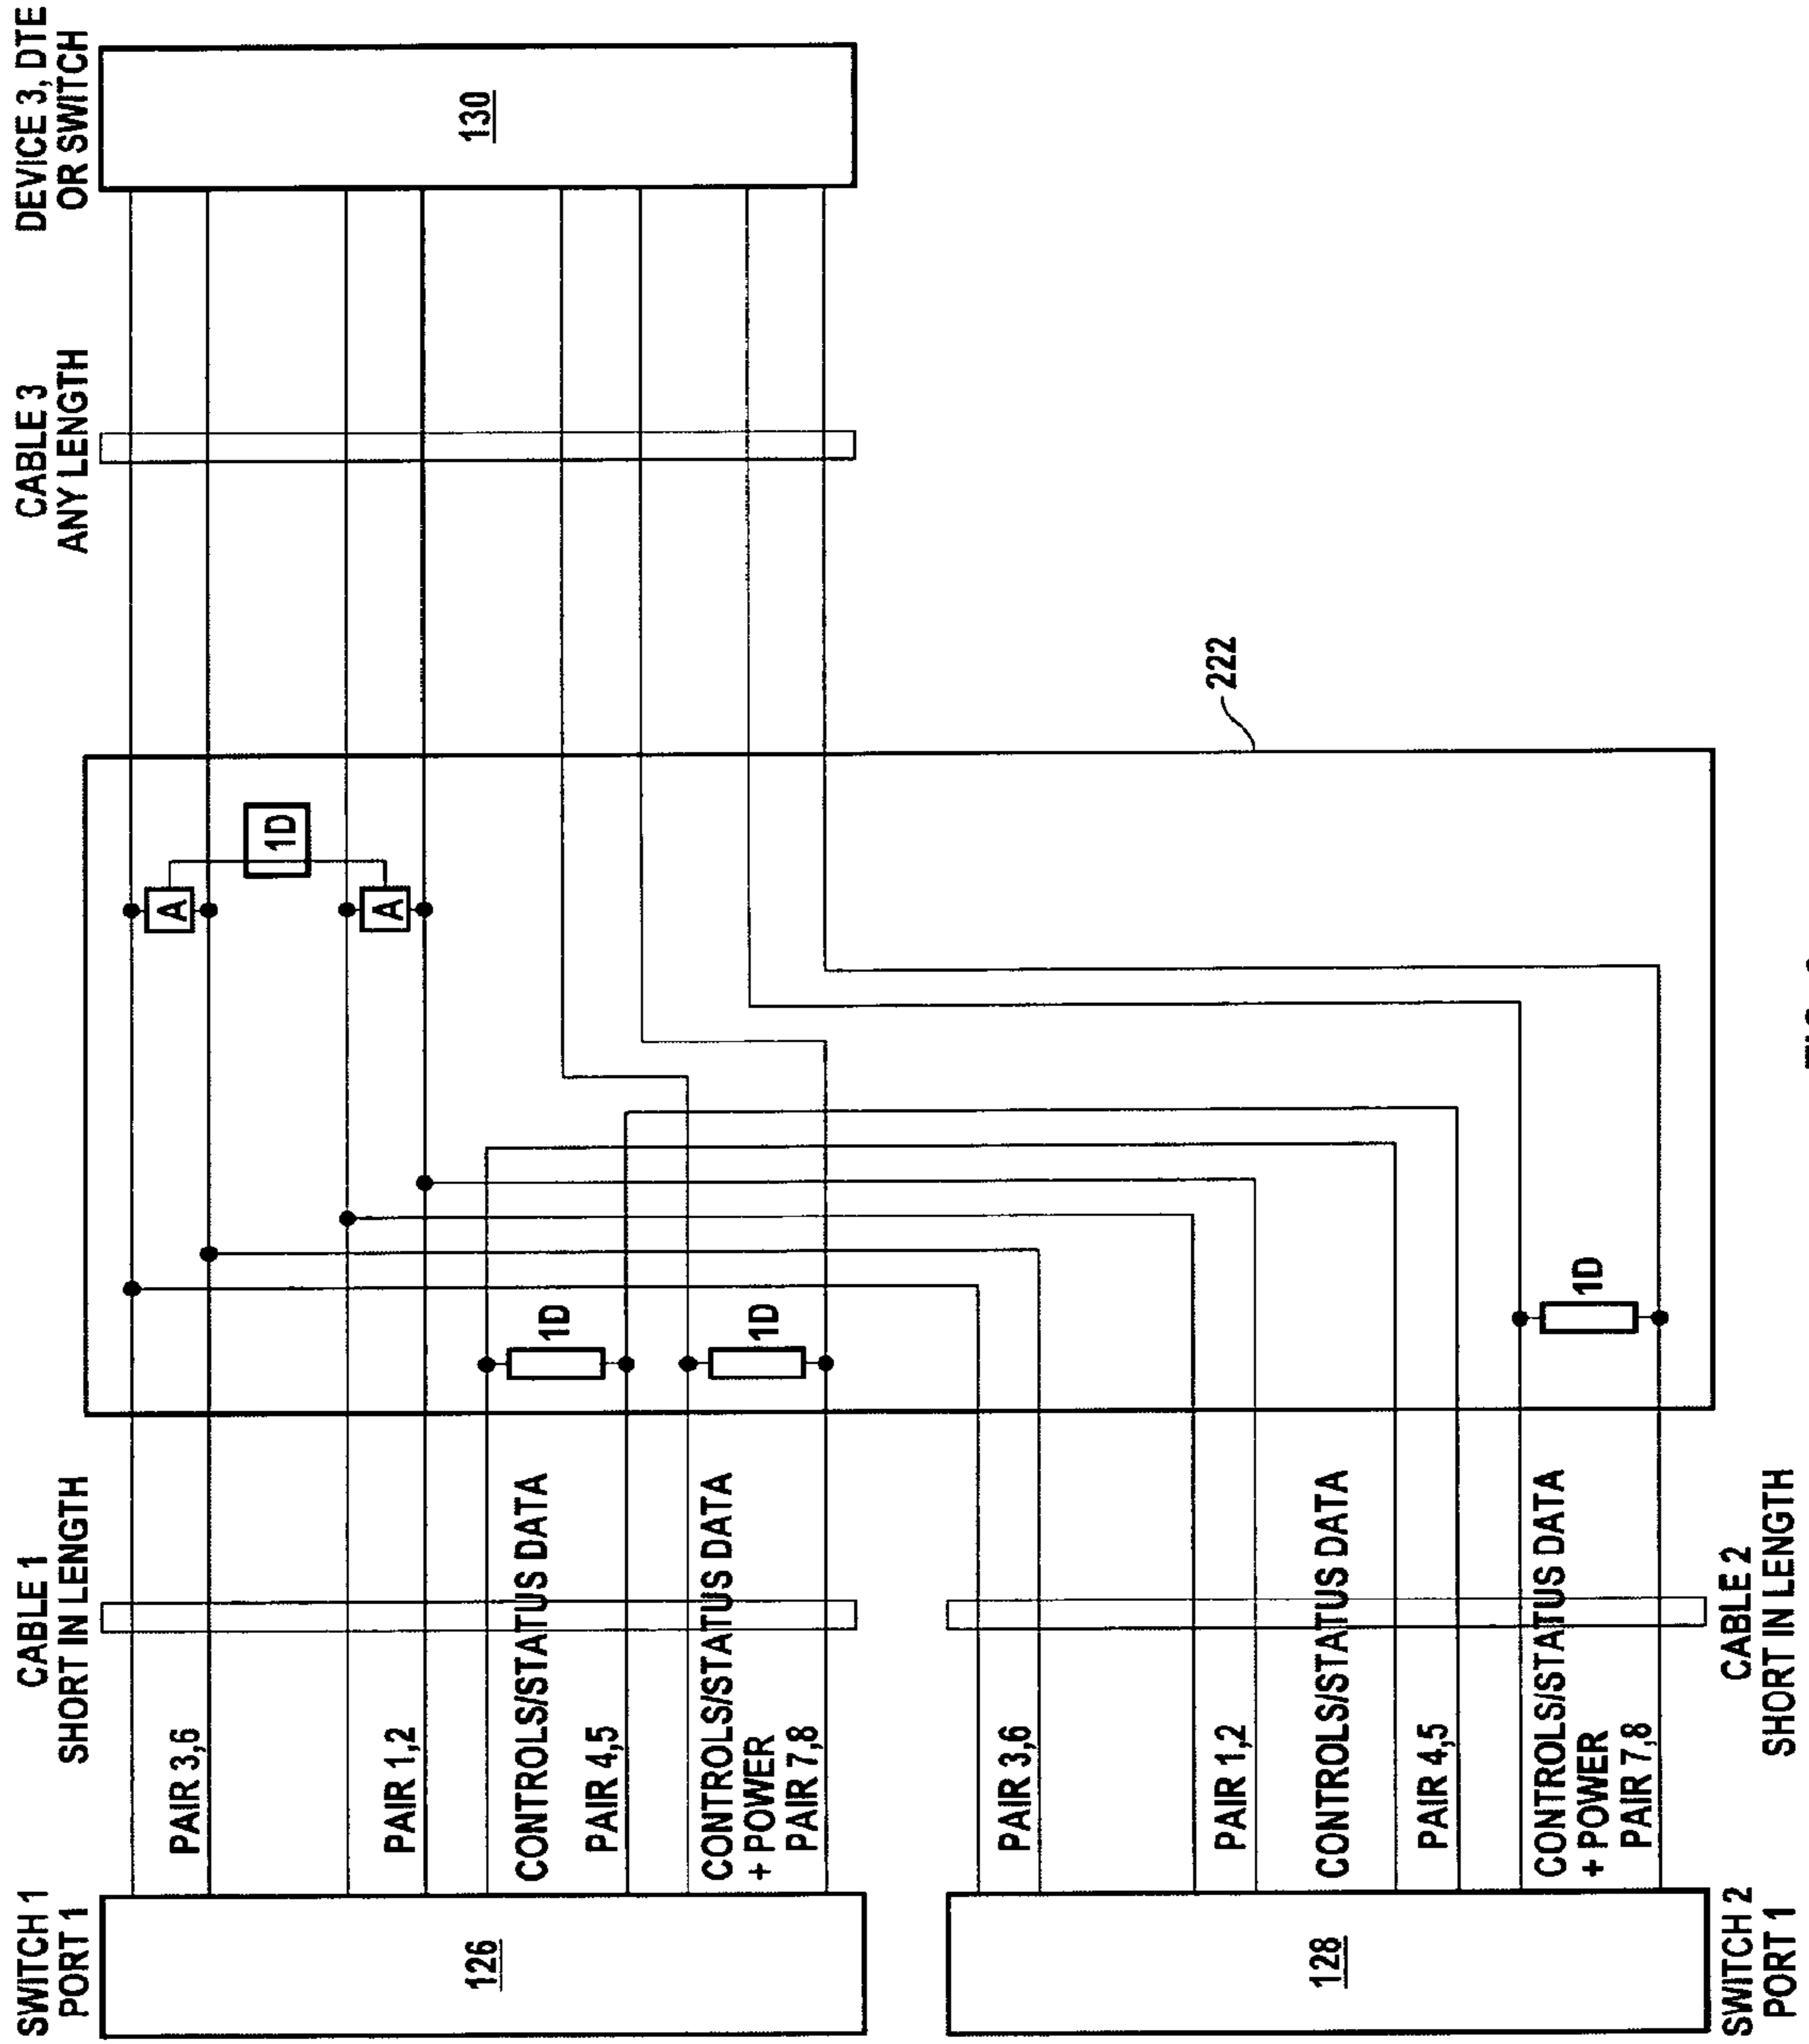 SWITCH 1
PORT 1
CABLE 1
SHORT IN LENGTH
CABLE 3
ANY LENGTH
DEVICE 3, DTE
OR SWITCH
PAIR 3,6
PAIR 1,2
CONTROLS/STATUS DATA
PAIR 4,5
CONTROLS/STATUS DATA
+ POWER
PAIR 7,8
126
A
1D
A
1D
1D
130
222
PAIR 3,6
PAIR 1,2
CONTROLS/STATUS DATA
PAIR 4,5
CONTROLS/STATUS DATA
+ POWER
PAIR 7,8
128
1D
SWITCH 2
PORT 1
CABLE 2
SHORT IN LENGTH